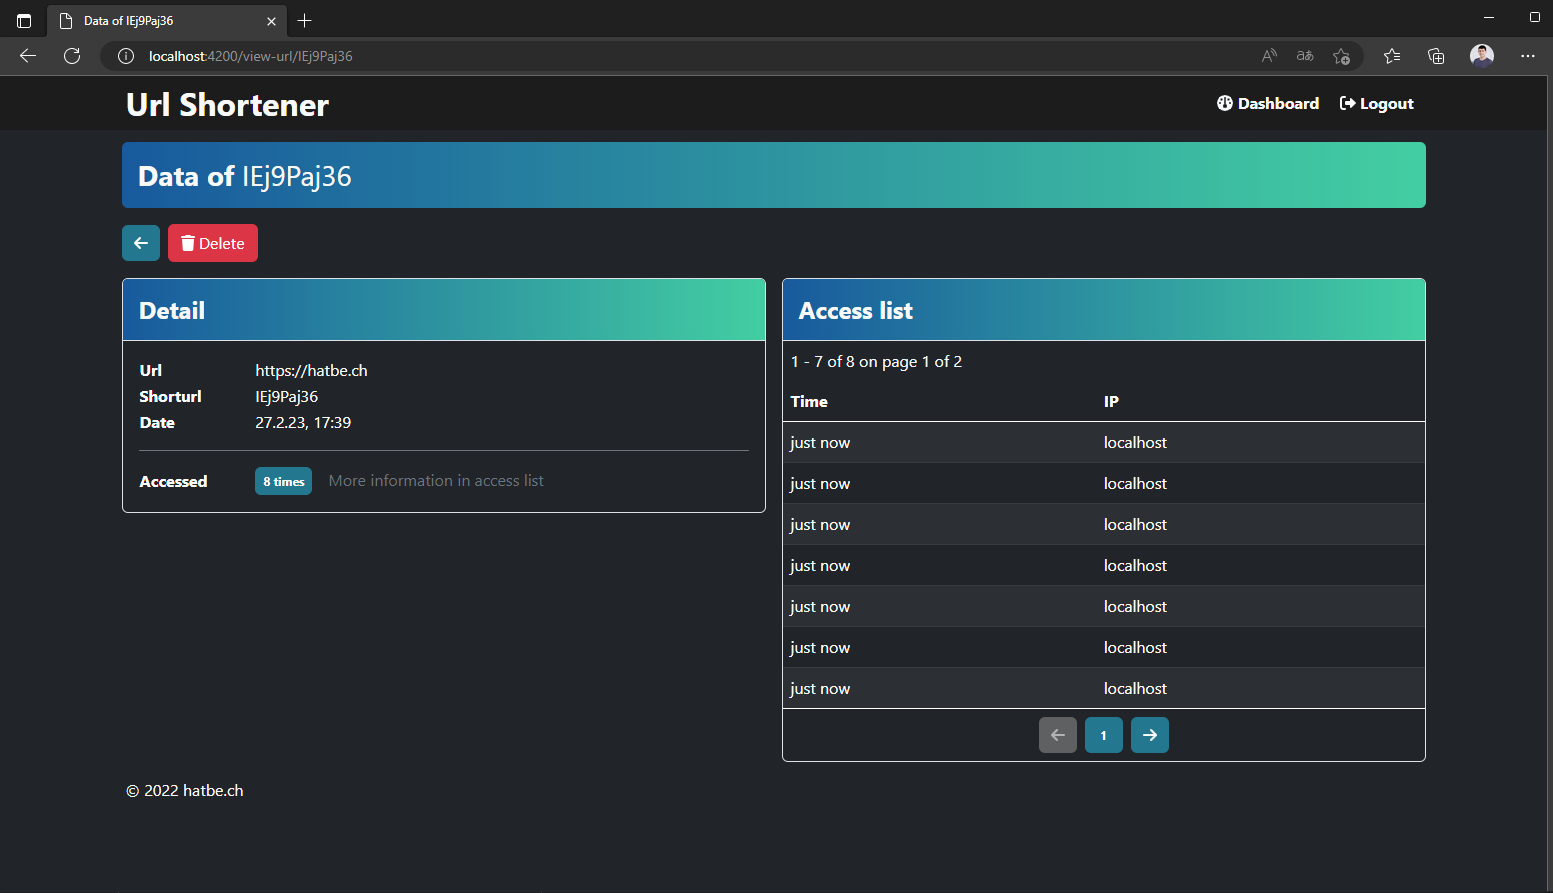 Data of IEj9Paj36
localhost:4200/view-url/IEj9Paj36
Url Shortener
Dashboard
Logout
Data of IEj9Paj36
Delete
Detail
Url https://hatbe.ch
Shorturl IEj9Paj36
Date 27.2.23, 17:39
Accessed 8 times More information in access list
Access list
1 - 7 of 8 on page 1 of 2
Time IP
just now localhost
just now localhost
just now localhost
just now localhost
just now localhost
just now localhost
just now localhost
1
© 2022 hatbe.ch